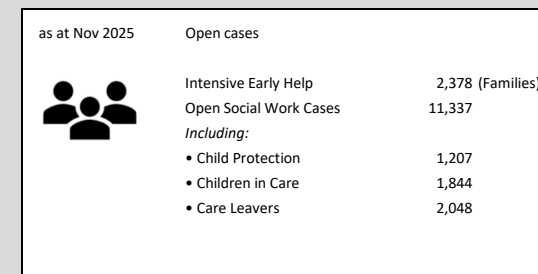 as at Nov 2025 Open cases
Intensive Early Help 2,378 (Families)
Open Social Work Cases 11,337
Including:
• Child Protection 1,207
• Children in Care 1,844
• Care Leavers 2,048